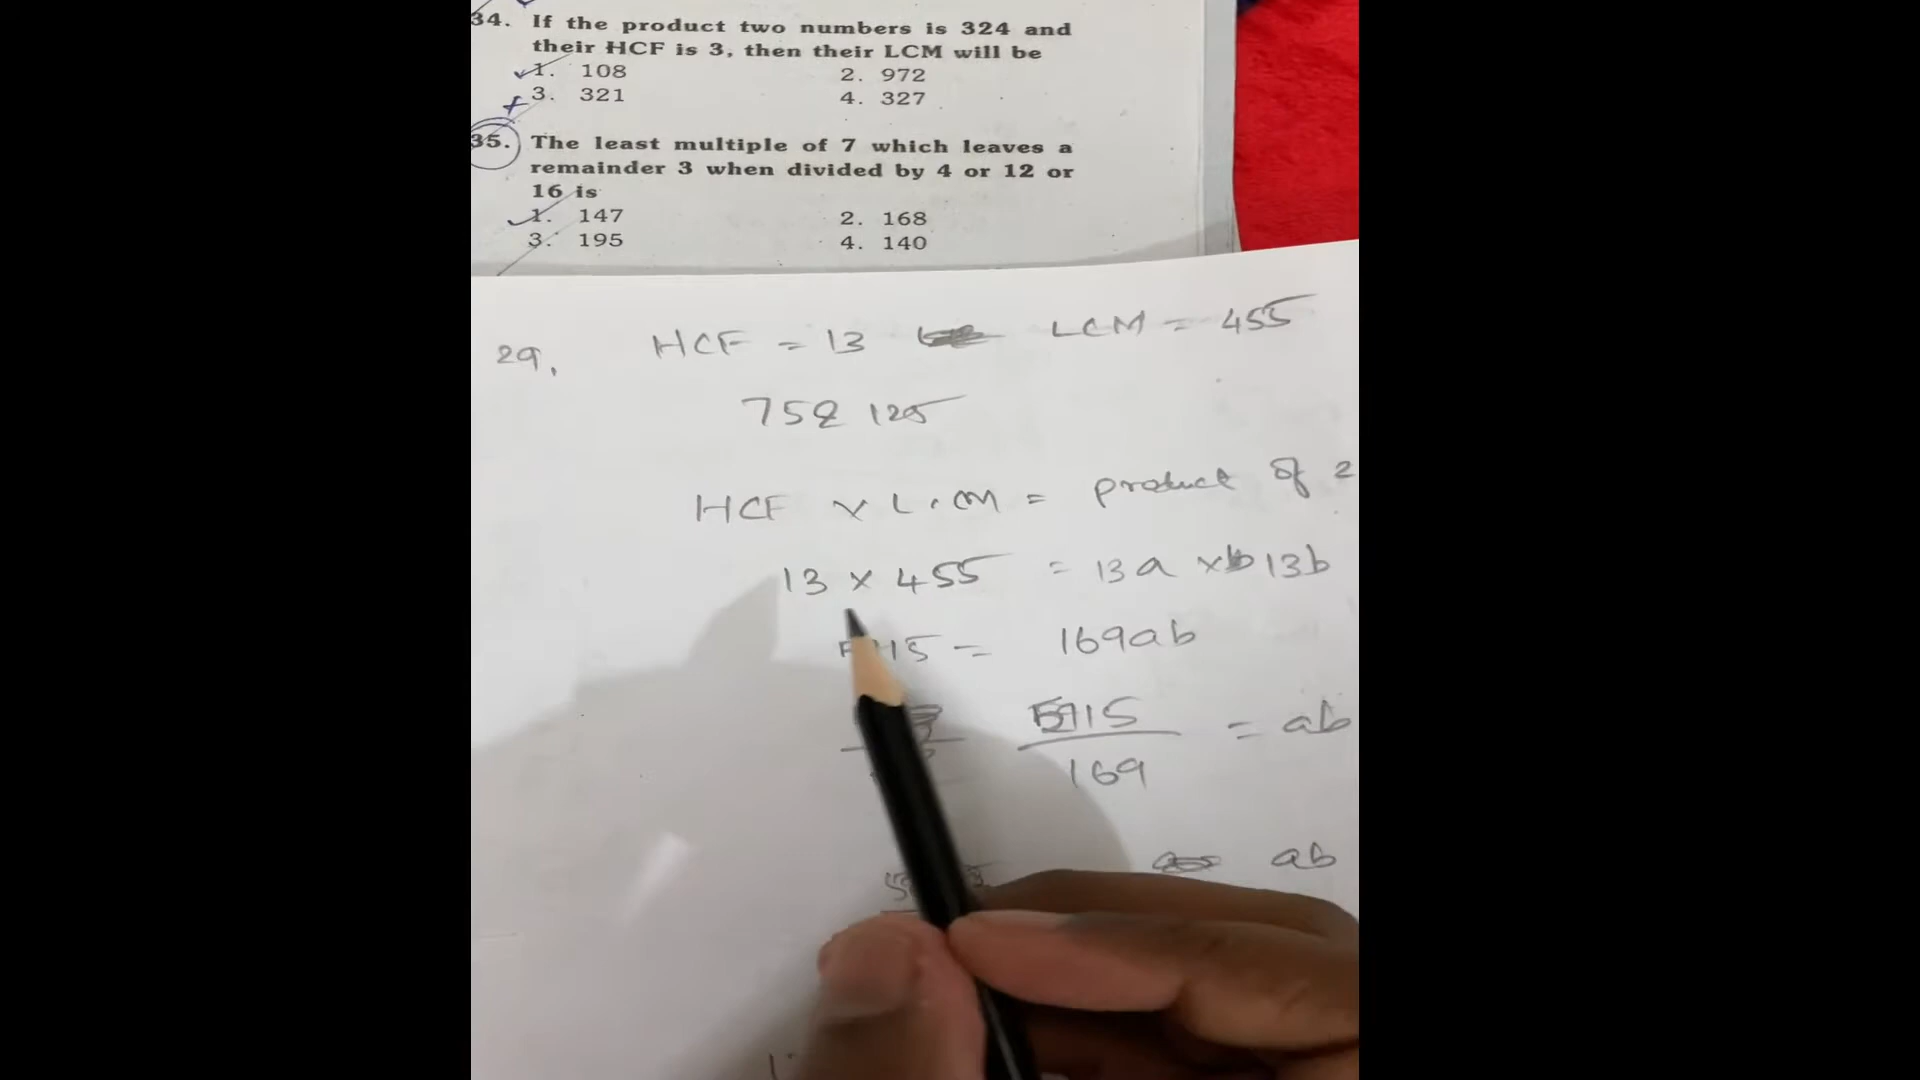 34. If the product two numbers is 324 and
their HCF is 3, then their LCM will be
1. 108 2. 972
3. 321 4. 327
35. The least multiple of 7 which leaves a
remainder 3 when divided by 4 or 12 or
16 is
1. 147 2. 168
3. 195 4. 140
29. HCF = 13 LCM = 455
75 & 125
HCF × L.CM = product of 2
13 × 455 = 13a × 13b
15 = 169ab
5915 = ab
169
ab